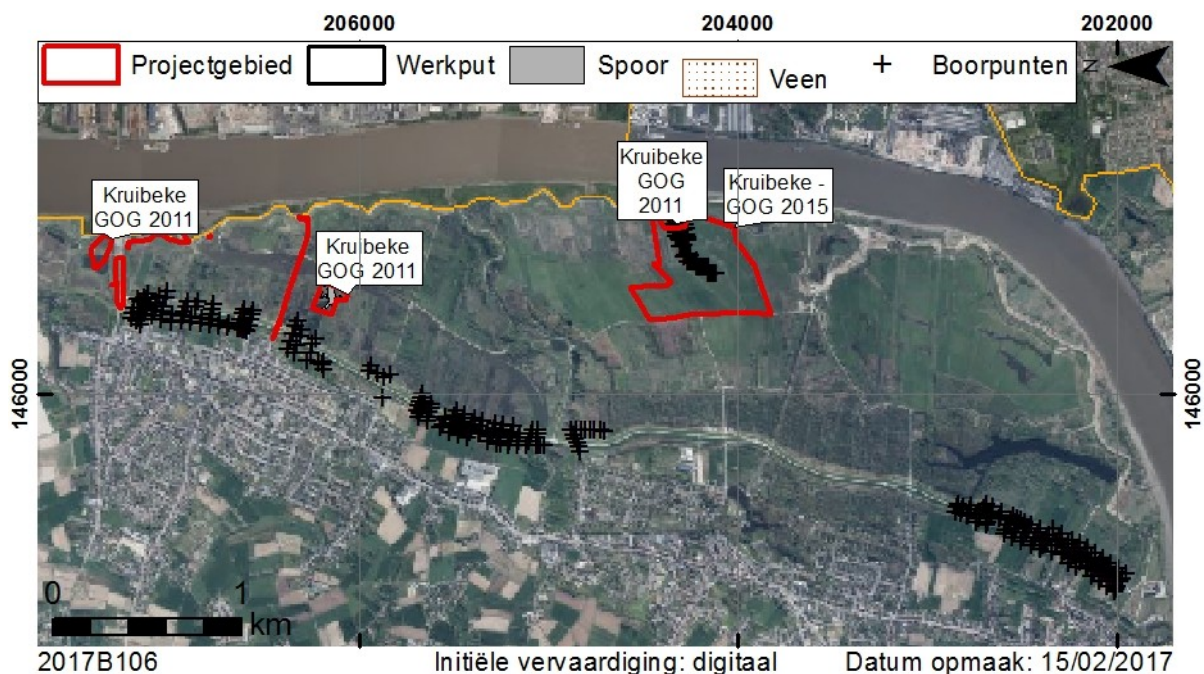 206000 204000 202000
Projectgebied Werkput Spoor Veen Boorpunten N
Kruibeke
GOG 2011
Kruibeke
GOG 2011
Kruibeke
GOG
2011
Kruibeke -
GOG 2015
146000 146000
0 1
km
2017B106 Initiële vervaardiging: digitaal Datum opmaak: 15/02/2017